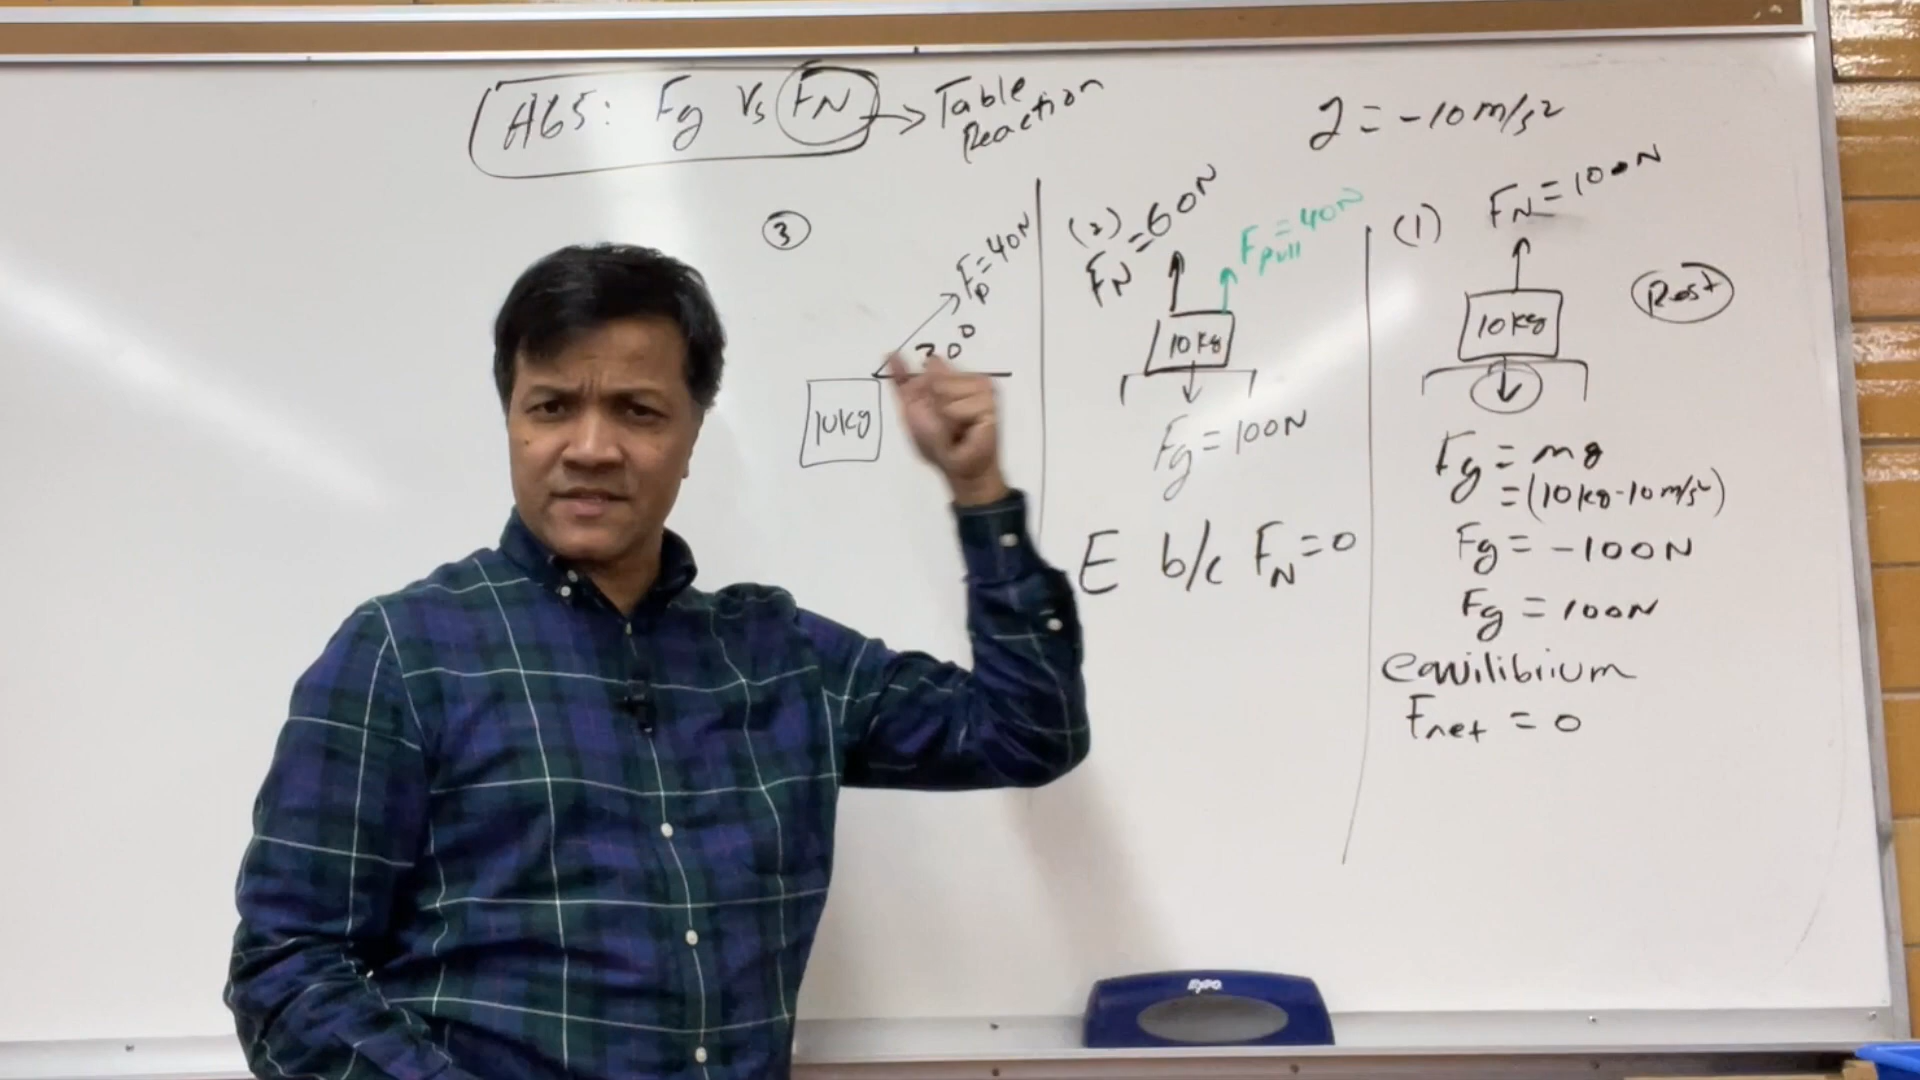 A65: Fg Vs FN → Table
Reaction
g = -10 m/s²
③
Fp = 40N
30°
10kg
(2)
FN = 60N
Fpull = 40N
10kg
Fg = 100N
E b/c FN = 0
(1)
FN = 100N
Rest
10kg
Fg = mg
= (10kg · -10 m/s²)
Fg = -100N
Fg = 100N
equilibrium
Fnet = 0
EXPO